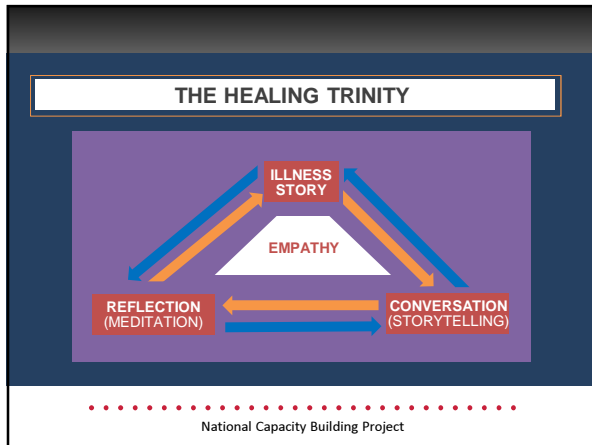 THE HEALING TRINITY
ILLNESS
STORY
EMPATHY
REFLECTION
(MEDITATION)
CONVERSATION
(STORYTELLING)
National Capacity Building Project